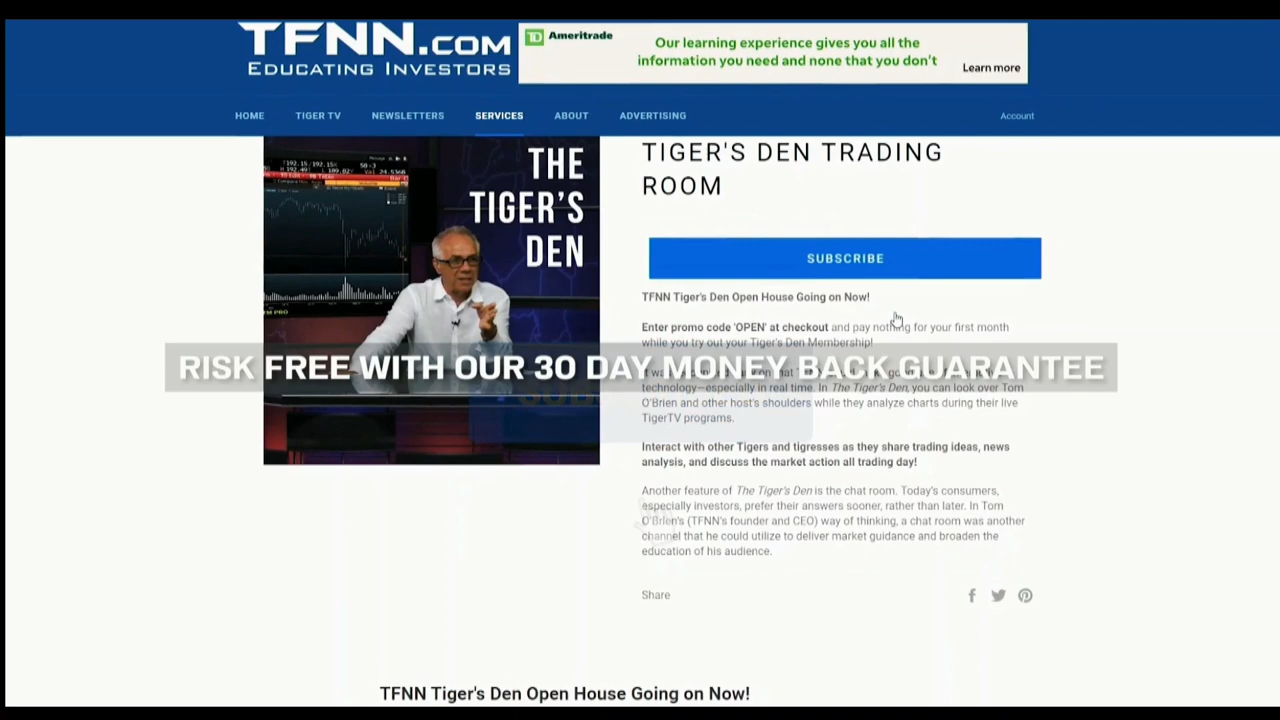 TFNN.COM
EDUCATING INVESTORS
Ameritrade
Our learning experience gives you all the
information you need and none that you don't
Learn more
HOME TIGER TV NEWSLETTERS SERVICES ABOUT ADVERTISING Account
THE
TIGER'S
DEN
TIGER'S DEN TRADING
ROOM
SUBSCRIBE
TFNN Tiger's Den Open House Going on Now!
Enter promo code 'OPEN' at checkout and pay nothing for your first month
while you try out your Tiger's Den Membership!
RISK FREE WITH OUR 30 DAY MONEY BACK GUARANTEE
technology—especially in real time. In The Tiger's Den, you can look over Tom
O'Brien and other host's shoulders while they analyze charts during their live
TigerTV programs.
Interact with other Tigers and tigresses as they share trading ideas, news
analysis, and discuss the market action all trading day!
Another feature of The Tiger's Den is the chat room. Today's consumers,
especially investors, prefer their answers sooner, rather than later. In Tom
O'Brien's (TFNN's founder and CEO) way of thinking, a chat room was another
channel that he could utilize to deliver market guidance and broaden the
education of his audience.
Share
TFNN Tiger's Den Open House Going on Now!